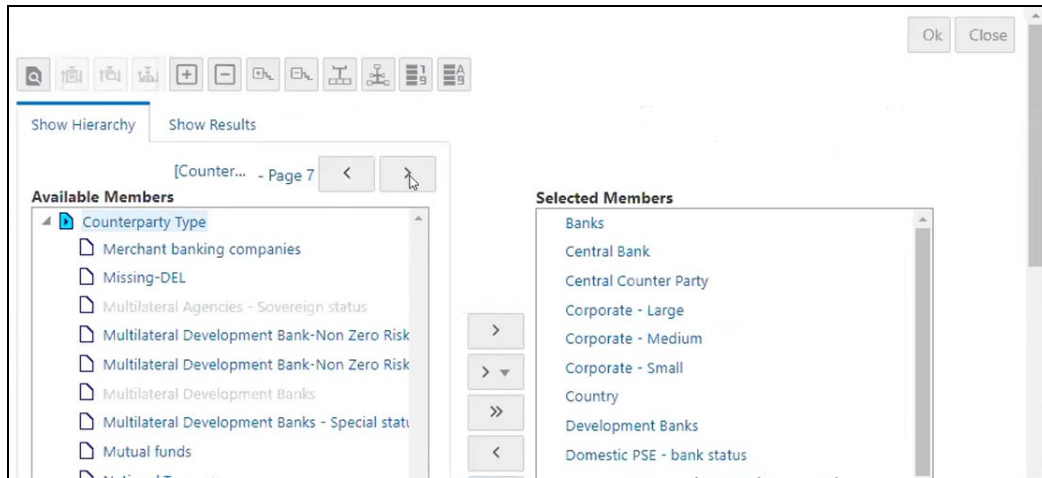 Ok Close
Show Hierarchy Show Results
[Counter... - Page 7
Available Members
Counterparty Type
Merchant banking companies
Missing-DEL
Multilateral Agencies - Sovereign status
Multilateral Development Bank-Non Zero Risk
Multilateral Development Bank-Non Zero Risk
Multilateral Development Banks
Multilateral Development Banks - Special statu
Mutual funds
Selected Members
Banks
Central Bank
Central Counter Party
Corporate - Large
Corporate - Medium
Corporate - Small
Country
Development Banks
Domestic PSE - bank status